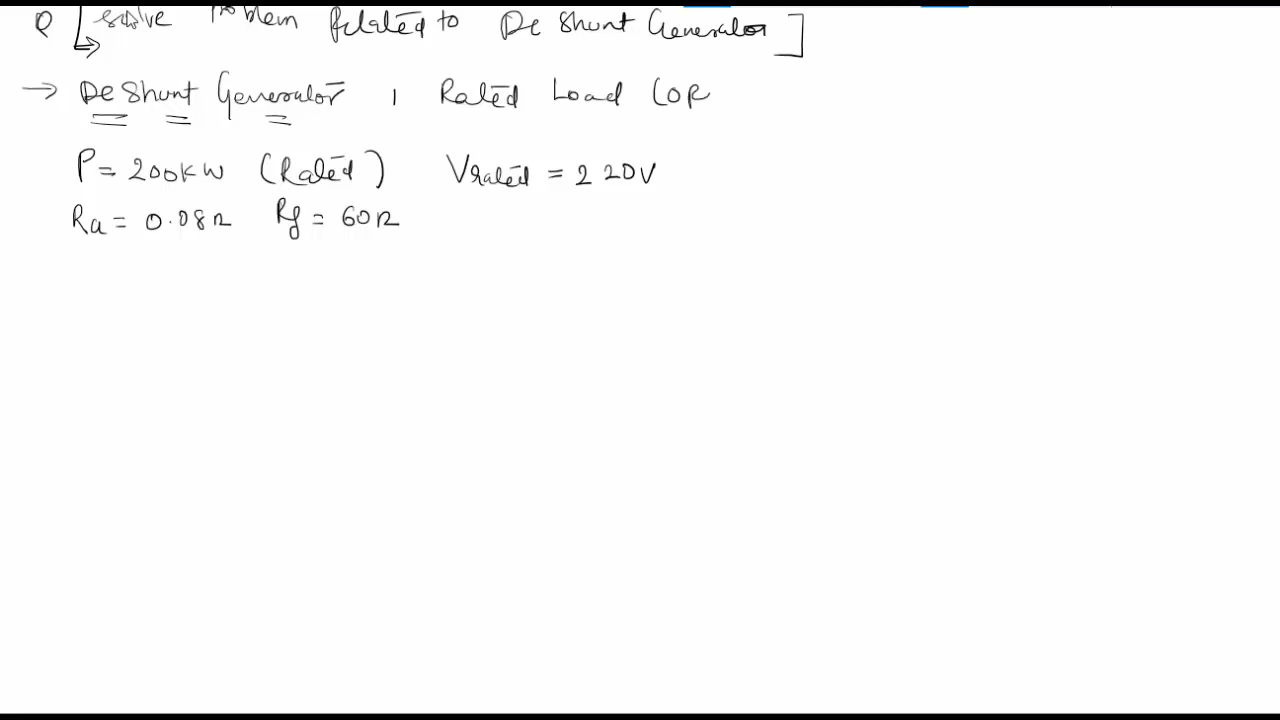 Q [ solve Problem Related to Dc Shunt Generator ]
→ Dc Shunt Generator , Rated Load
P = 200kW (Rated) Vrated = 220V
Ra = 0.08Ω Rf = 60Ω